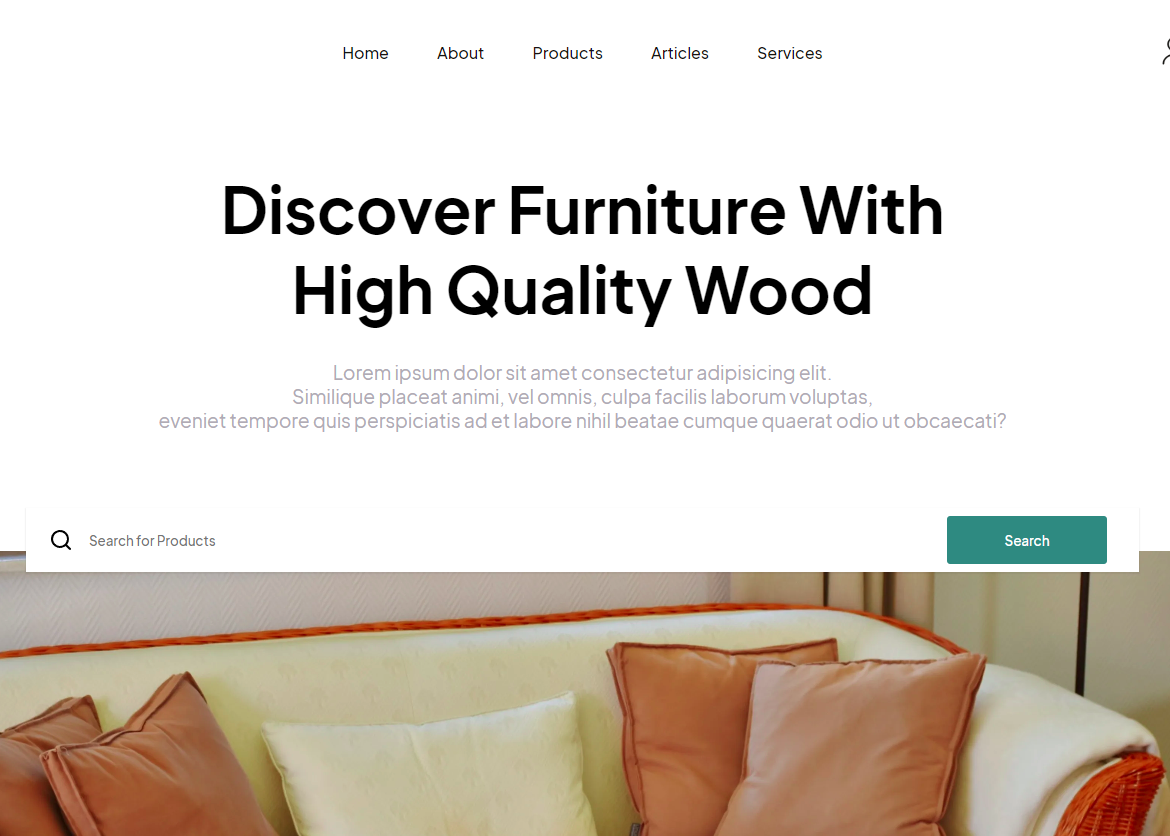 Home About Products Articles Services
Discover Furniture With
High Quality Wood
Lorem ipsum dolor sit amet consectetur adipisicing elit.
Similique placeat animi, vel omnis, culpa facilis laborum voluptas,
eveniet tempore quis perspiciatis ad et labore nihil beatae cumque quaerat odio ut obcaecati?
Search for Products Search